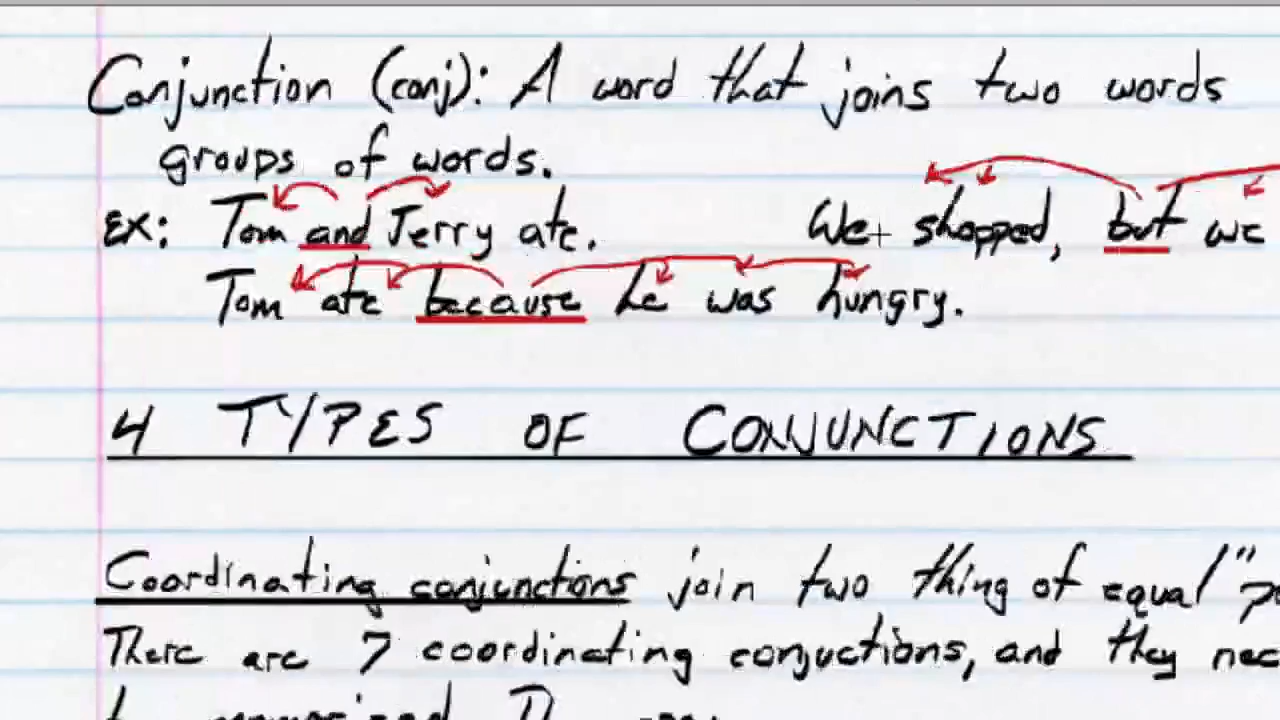 Conjunction (conj): A word that joins two words
groups of words.
EX: Tom and Jerry ate. We shopped, but we
Tom ate because he was hungry.
4 TYPES OF CONJUNCTIONS
Coordinating conjunctions join two thing of equal "
There are 7 coordinating conjuctions, and they